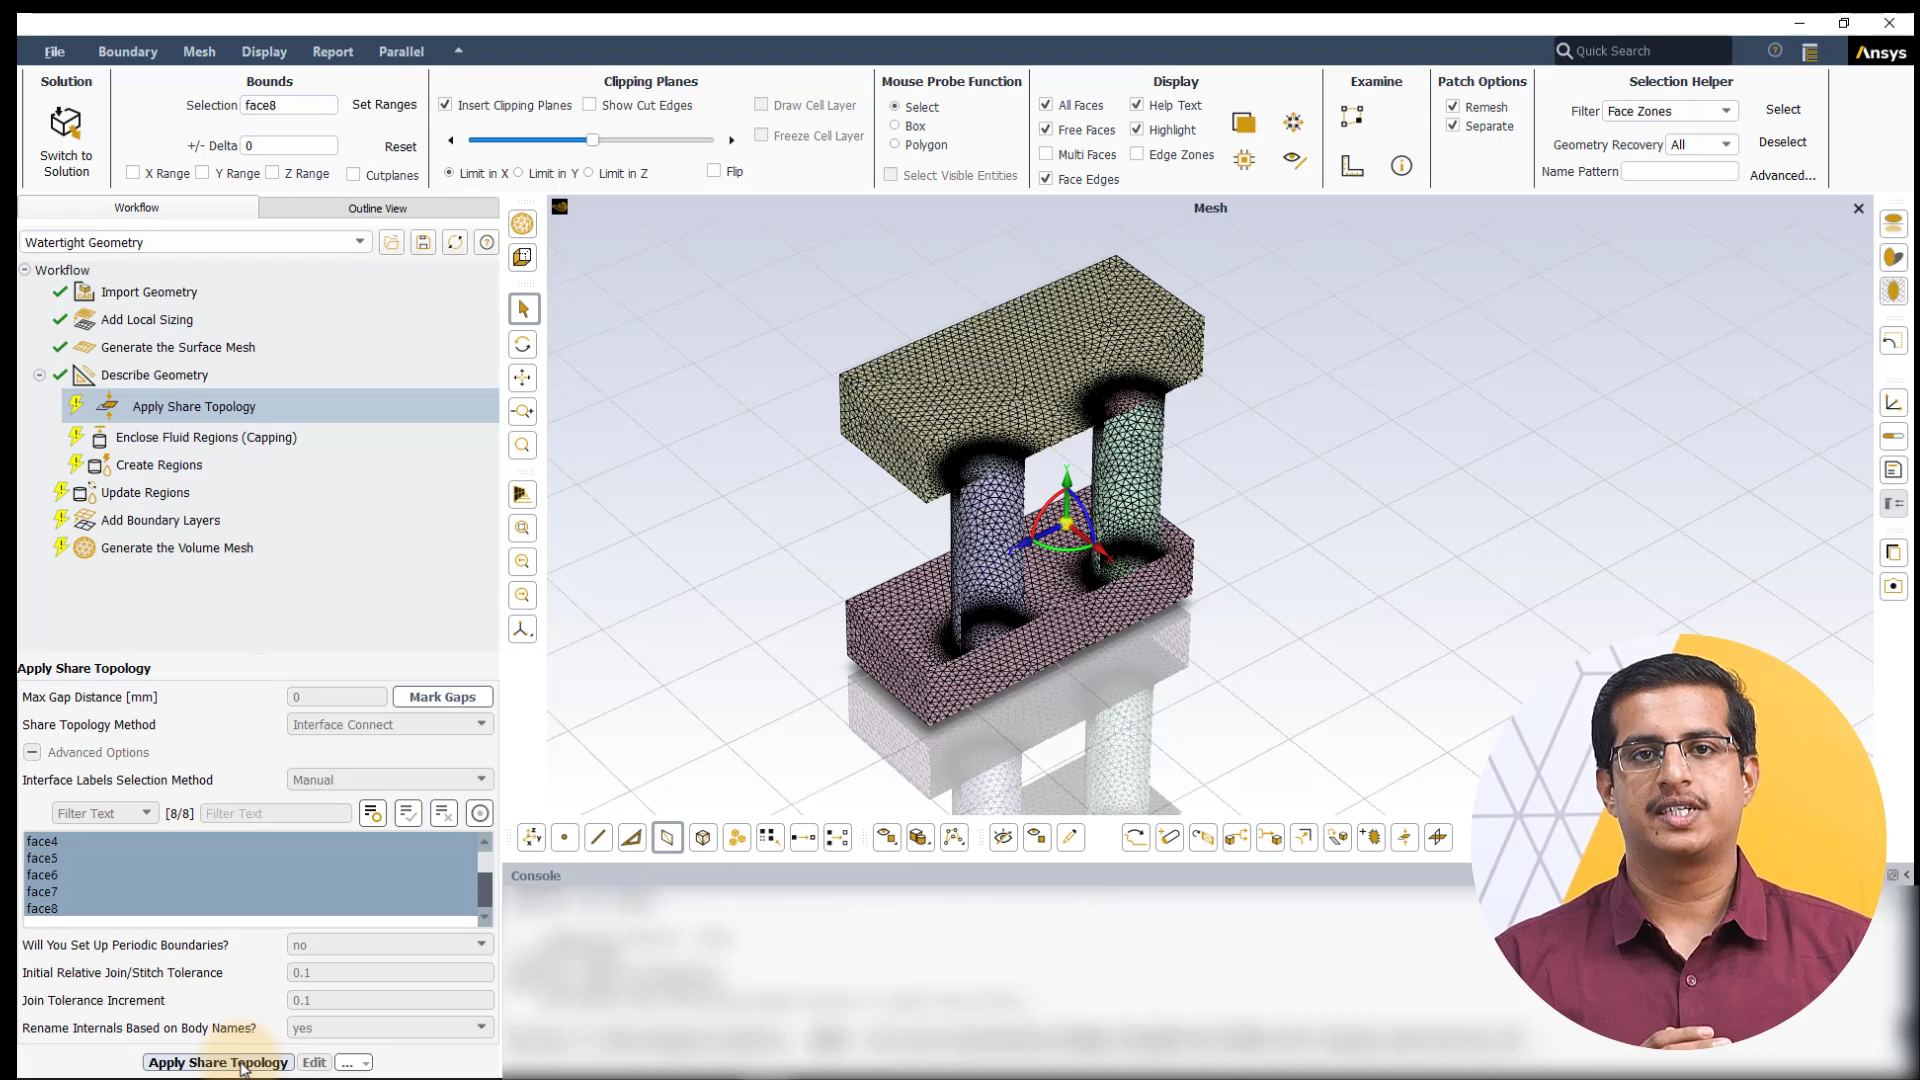 File Boundary Mesh Display Report Parallel Quick Search Ansys
Solution Bounds Clipping Planes Mouse Probe Function Display Examine Patch Options Selection Helper
Selection face8 Set Ranges Insert Clipping Planes Show Cut Edges Draw Cell Layer Select All Faces Help Text Remesh Filter Face Zones Select
Box Free Faces Highlight Separate
+/- Delta 0 Reset Freeze Cell Layer Polygon Multi Faces Edge Zones Geometry Recovery All Deselect
Switch to Solution X Range Y Range Z Range Cutplanes Limit in X Limit in Y Limit in Z Flip Select Visible Entities Face Edges Name Pattern Advanced...
Workflow Outline View Mesh
Watertight Geometry
Workflow
Import Geometry
Add Local Sizing
Generate the Surface Mesh
Describe Geometry
Apply Share Topology
Enclose Fluid Regions (Capping)
Create Regions
Update Regions
Add Boundary Layers
Generate the Volume Mesh
Y
X
Z
Apply Share Topology
Max Gap Distance [mm] 0 Mark Gaps
Share Topology Method Interface Connect
Advanced Options
Interface Labels Selection Method Manual
Filter Text [8/8] Filter Text
face4
face5
face6
face7
face8
Will You Set Up Periodic Boundaries? no
Initial Relative Join/Stitch Tolerance 0.1
Join Tolerance Increment 0.1
Rename Internals Based on Body Names? yes
Apply Share Topology Edit ...
Console